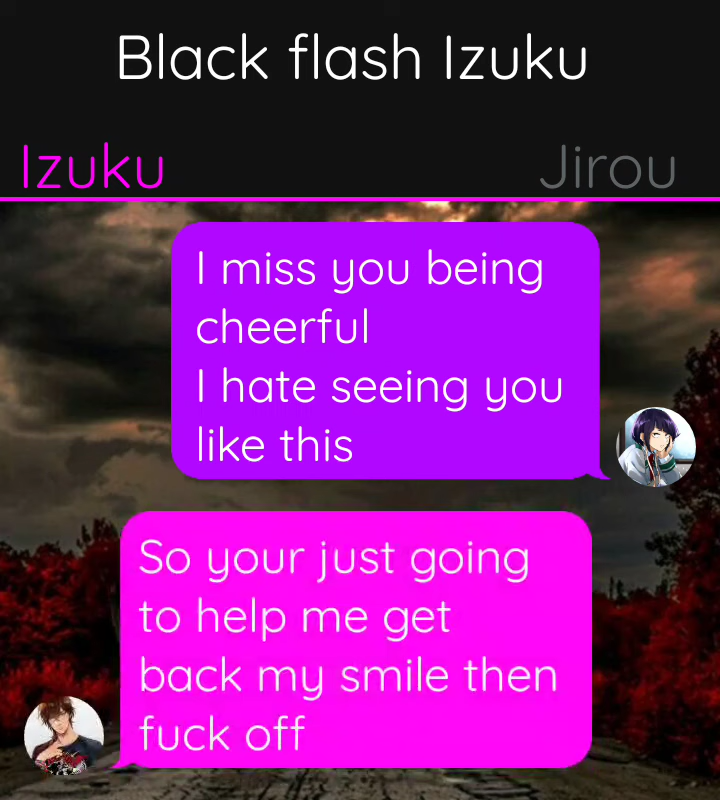 Black flash Izuku
Izuku
Jirou
I miss you being
cheerful
I hate seeing you
like this
So your just going
to help me get
back my smile then
fuck off